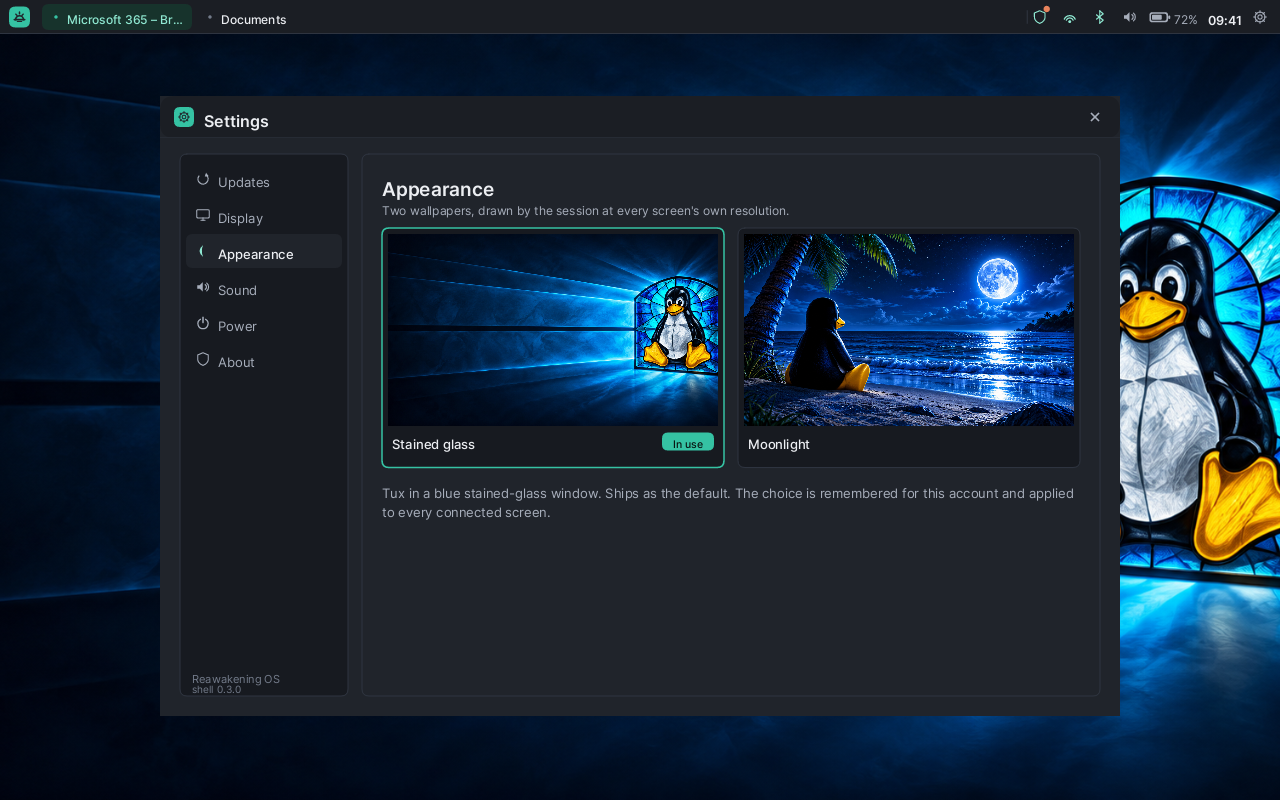 Microsoft 365 – Br...
Documents
72%
09:41
Settings
Updates
Display
Appearance
Sound
Power
About
Reawakening OS
shell 0.3.0
Appearance
Two wallpapers, drawn by the session at every screen's own resolution.
Stained glass
In use
Moonlight
Tux in a blue stained-glass window. Ships as the default. The choice is remembered for this account and applied
to every connected screen.